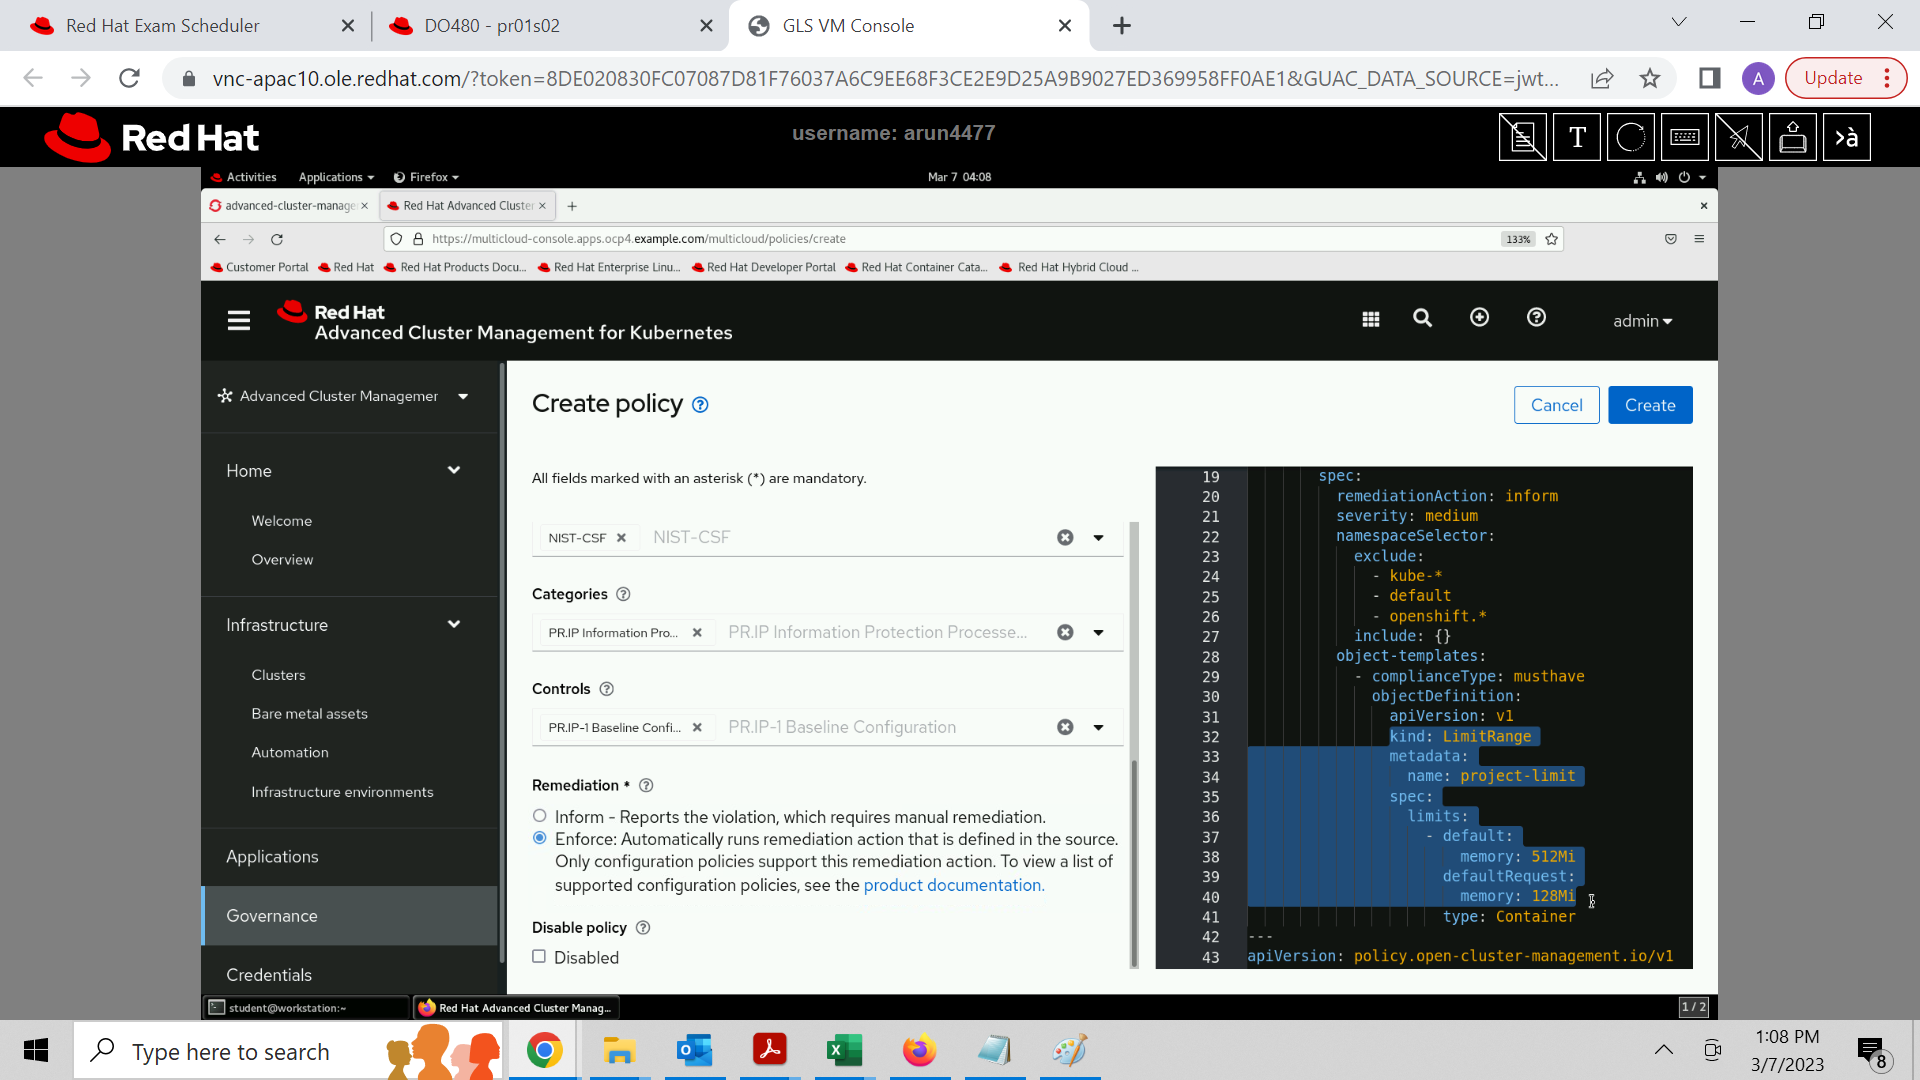 Red Hat Exam Scheduler
DO480 - pr01s02
GLS VM Console
vnc-apac10.ole.redhat.com/?token=8DE020830FC07087D81F76037A6C9EE68F3CE2E9D25A9B9027ED369958FF0AE1&GUAC_DATA_SOURCE=jwt...
A
Update
Red Hat
username: arun4477
T
›à
Activities
Applications
Firefox
Mar 7 04:08
advanced-cluster-manage
Red Hat Advanced Cluster
https://multicloud-console.apps.ocp4.example.com/multicloud/policies/create
133%
Customer Portal
Red Hat
Red Hat Products Docu...
Red Hat Enterprise Linu...
Red Hat Developer Portal
Red Hat Container Cata...
Red Hat Hybrid Cloud ...
Red Hat
Advanced Cluster Management for Kubernetes
admin
Advanced Cluster Managemer
Home
Welcome
Overview
Infrastructure
Clusters
Bare metal assets
Automation
Infrastructure environments
Applications
Governance
Credentials
Create policy
Cancel
Create
All fields marked with an asterisk (*) are mandatory.
NIST-CSF NIST-CSF
Categories
PR.IP Information Pro... PR.IP Information Protection Processe...
Controls
PR.IP-1 Baseline Confi... PR.IP-1 Baseline Configuration
Remediation *
Inform - Reports the violation, which requires manual remediation.
Enforce: Automatically runs remediation action that is defined in the source.
Only configuration policies support this remediation action. To view a list of
supported configuration policies, see the product documentation.
Disable policy
Disabled
19 spec:
20 remediationAction: inform
21 severity: medium
22 namespaceSelector:
23 exclude:
24 - kube-*
25 - default
26 - openshift.*
27 include: {}
28 object-templates:
29 - complianceType: musthave
30 objectDefinition:
31 apiVersion: v1
32 kind: LimitRange
33 metadata:
34 name: project-limit
35 spec:
36 limits:
37 - default:
38 memory: 512Mi
39 defaultRequest:
40 memory: 128Mi
41 type: Container
42 ---
43 apiVersion: policy.open-cluster-management.io/v1
student@workstation:~
Red Hat Advanced Cluster Manag...
1 / 2
Type here to search
1:08 PM
3/7/2023
8